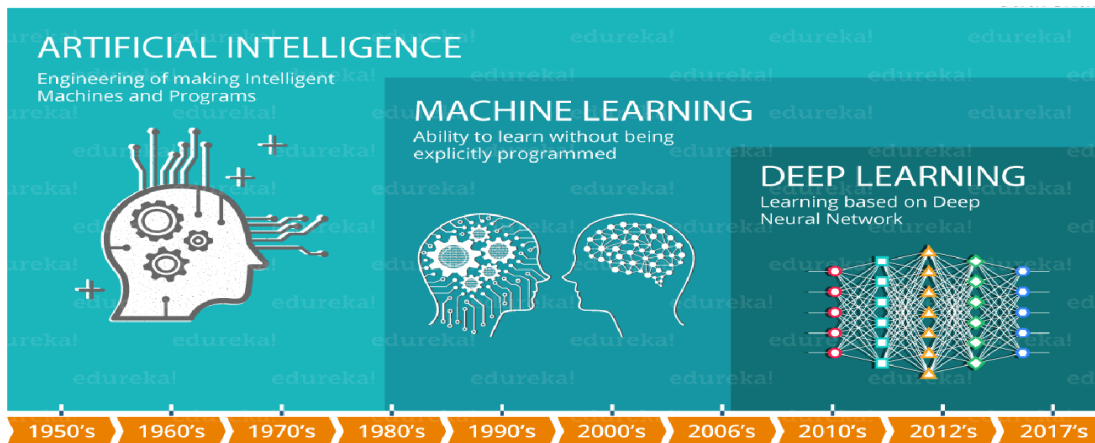 ARTIFICIAL INTELLIGENCE
Engineering of making Intelligent
Machines and Programs
MACHINE LEARNING
Ability to learn without being
explicitly programmed
DEEP LEARNING
Learning based on Deep
Neural Network
edureka!
1950's 1960's 1970's 1980's 1990's 2000's 2006's 2010's 2012's 2017's